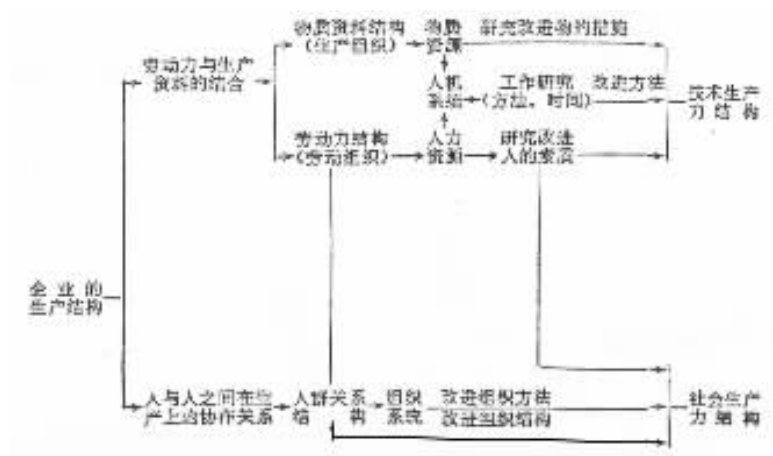 物质资料结构
(生产组织)
物质
资源
研究改进物的措施
劳动力与生产
资料的结合
人机
系统
工作研究
(方法、时间)
改进方法
技术生产
力结构
劳动力结构
(劳动组织)
人力
资源
研究改进
人的素质
企业的
生产结构
人与人之间在生
产上的协作关系
人群关系
结构
组织
系统
改进组织方法
改进组织结构
社会生产
力结构